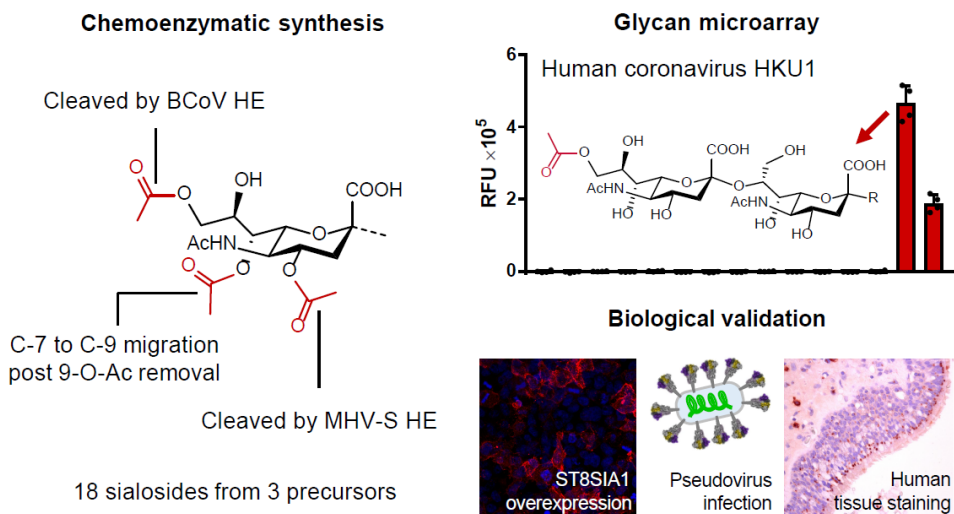 Chemoenzymatic synthesis
Cleaved by BCoV HE
O
O
OH
COOH
O
AcHN
O
O
O
O
C-7 to C-9 migration
post 9-O-Ac removal
Cleaved by MHV-S HE
18 sialosides from 3 precursors
Glycan microarray
Human coronavirus HKU1
RFU ×10⁵
6
4
2
0
O
O
OH
COOH
HO
COOH
O
O
O
AcHN
HO
HO
AcHN
HO
HO
R
Biological validation
ST8SIA1
overexpression
Pseudovirus
infection
Human
tissue staining